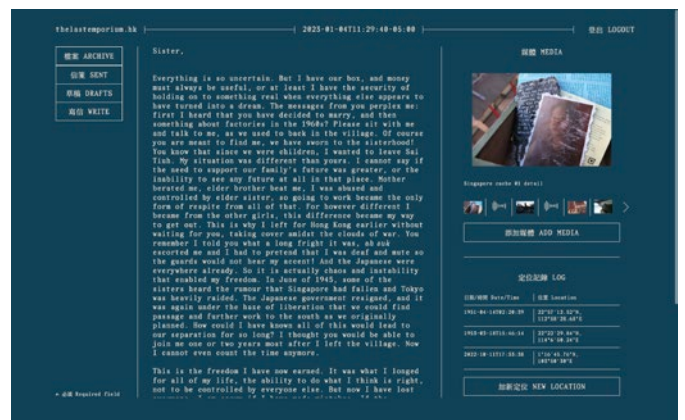 thelastemporium.hk
2023-01-04T11:29:40-05:00
登出 LOGOUT
檔案 ARCHIVE
信箋 SENT
草稿 DRAFTS
寫信 WRITE
* 必填 Required field
Sister,
Everything is so uncertain. But I have our box, and money
must always be useful, or at least I have the security of
holding on to something real when everything else appears to
have turned into a dream. The messages from you perplex me:
first I heard that you have decided to marry, and then
something about factories in the 1960s? Please sit with me
and talk to me, as we used to back in the village. Of course
you are meant to find me, we have sworn to the sisterhood!
You know that since we were children, I wanted to leave Sai
Tish. My situation was different than yours. I cannot say if
the need to support our family's future was greater, or the
inability to see any future at all in that place. Mother
berated me, elder brother beat me, I was abused and
controlled by elder sister, so going to work became the only
form of respite from all of that. For however different I
became from the other girls, this difference became my way
to get out. This is why I left for Hong Kong earlier without
waiting for you, taking cover amidst the clouds of war. You
remember I told you what a long fright it was, ah suk
escorted me and I had to pretend that I was deaf and mute so
the guards would not hear my accent! And the Japanese were
everywhere already. So it is actually chaos and instability
that enabled my freedom. In June of 1945, some of the
sisters heard the rumour that Singapore had fallen and Tokyo
was heavily raided. The Japanese government resigned, and it
was again under the hase of liberation that we could find
passage and further work to the south as we originally
planned. How could I have known all of this would lead to
our separation for so long? I thought you would be able to
join me one or two years most after I left the village. Now
I cannot even count the time anymore.
This is the freedom I have now earned. It was what I longed
for all of my life, the ability to do what I think is right,
not to be controlled by everyone else. But now I have lost
媒體 MEDIA
Singapore cache #1 detail
添加媒體 ADD MEDIA
定位記錄 LOG
日期/時間 Date/Time
位置 Location
加新定位 NEW LOCATION